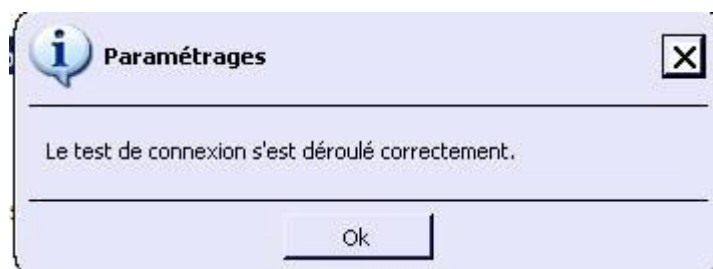 Paramétrages
Le test de connexion s'est déroulé correctement.
Ok